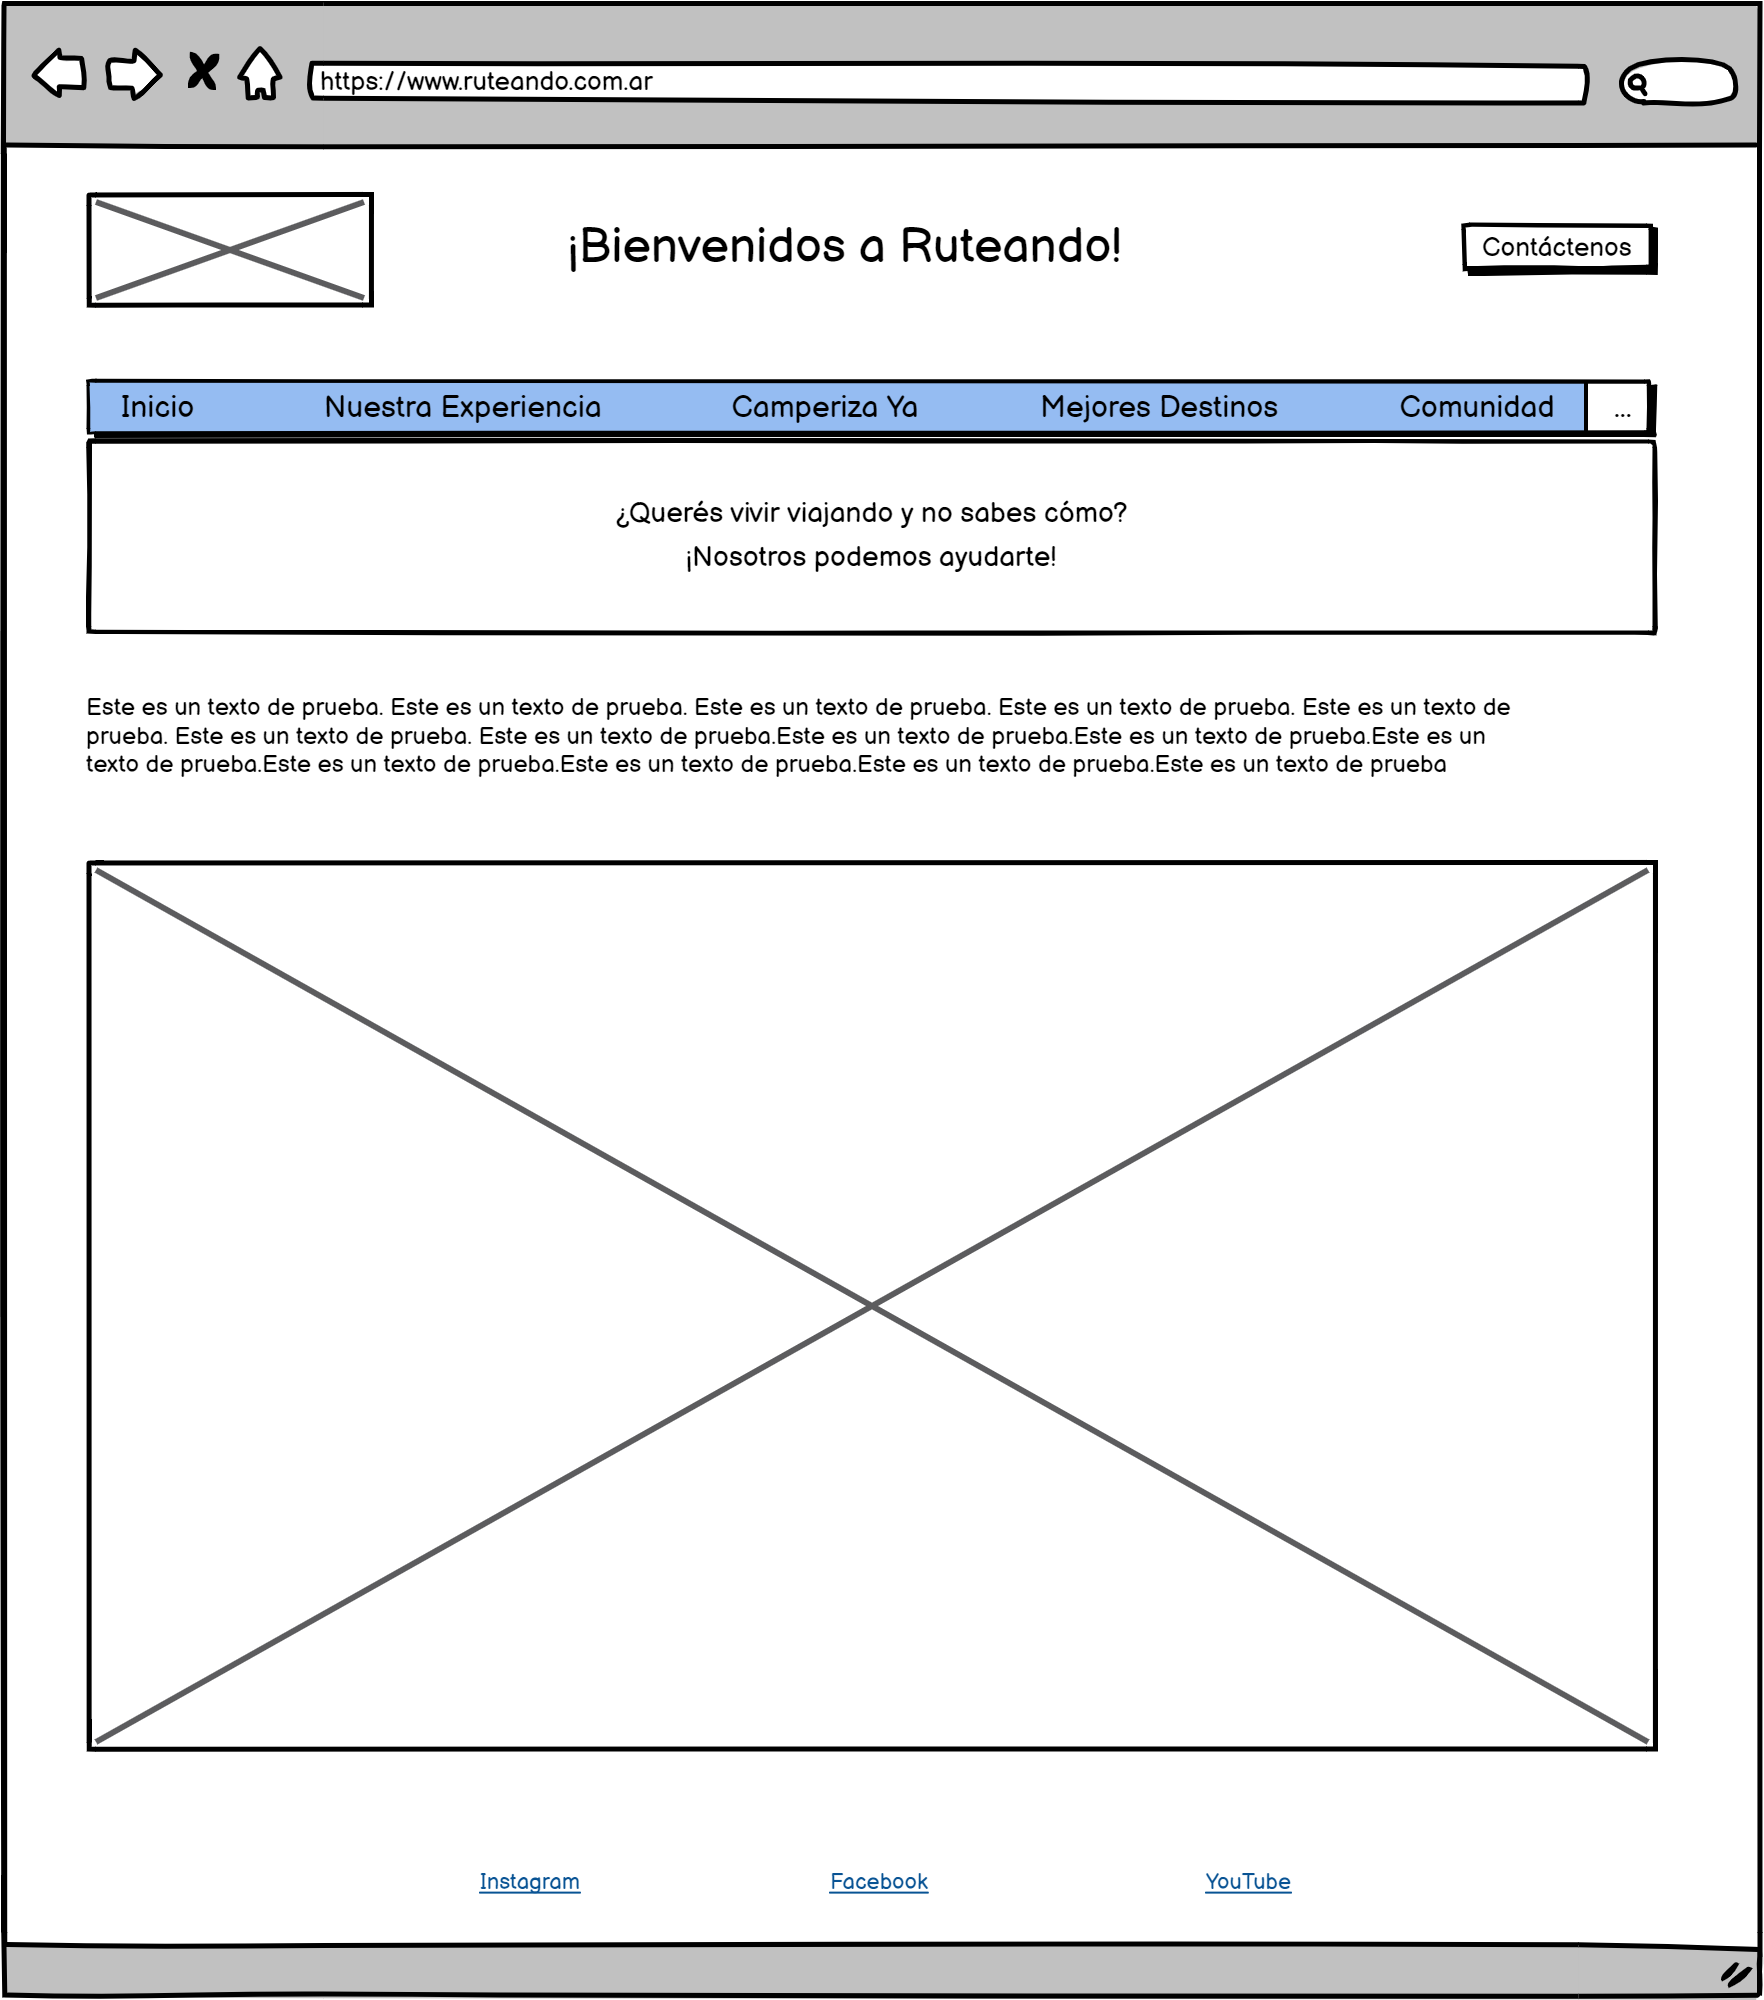 https://www.ruteando.com.ar
¡Bienvenidos a Ruteando!
Contáctenos
Inicio Nuestra Experiencia Camperiza Ya Mejores Destinos Comunidad ...
¿Querés vivir viajando y no sabes cómo?
¡Nosotros podemos ayudarte!
Este es un texto de prueba. Este es un texto de prueba. Este es un texto de prueba. Este es un texto de prueba. Este es un texto de
prueba. Este es un texto de prueba. Este es un texto de prueba.Este es un texto de prueba.Este es un texto de prueba.Este es un
texto de prueba.Este es un texto de prueba.Este es un texto de prueba.Este es un texto de prueba.Este es un texto de prueba
Instagram Facebook YouTube